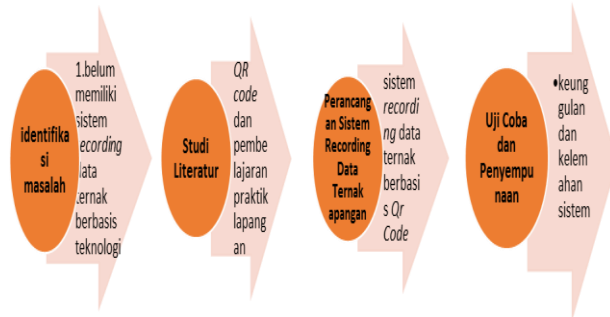 identifika
si
masalah
1.belum
memiliki
sistem
recording
data
ternak
berbasis
teknologi
Studi
Literatur
QR
code
dan
pembe
lajaran
praktik
lapang
an
Perancang
an Sistem
Recording
Data
Ternak
apangan
sistem
recordi
ng data
ternak
berbasi
s Qr
Code
Uji Coba
dan
Penyempu
naan
•keung
gulan
dan
kelem
ahan
sistem